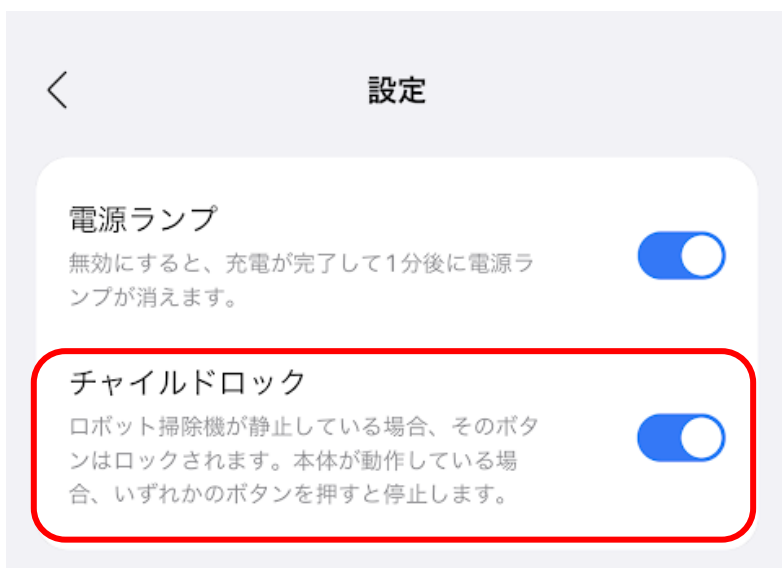 設定
電源ランプ
無効にすると、充電が完了して1分後に電源ラ
ンプが消えます。
チャイルドロック
ロボット掃除機が静止している場合、そのボタ
ンはロックされます。本体が動作している場
合、いずれかのボタンを押すと停止します。